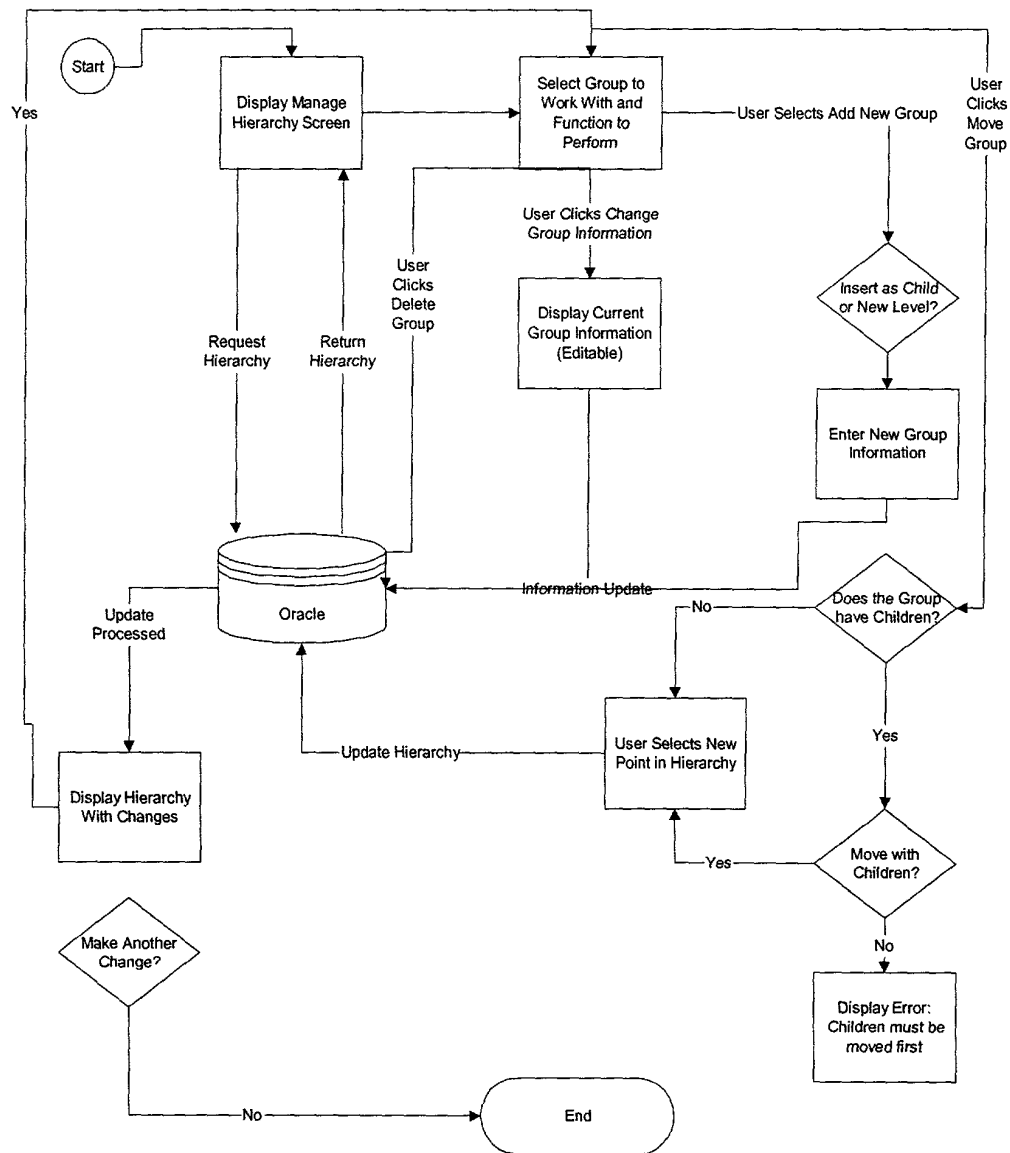 Start
Yes
Display Manage
Hierarchy Screen
Select Group to
Work With and
Function to
Perform
User Selects Add New Group
User
Clicks
Move
Group
User Clicks Change
Group Information
User
Clicks
Delete
Group
Request
Hierarchy
Return
Hierarchy
Display Current
Group Information
(Editable)
Insert as Child
or New Level?
Enter New Group
Information
Information Update
Oracle
Update
Processed
No
Does the Group
have Children?
Update Hierarchy
User Selects New
Point in Hierarchy
Yes
Display Hierarchy
With Changes
Yes
Move with
Children?
Make Another
Change?
No
Display Error:
Children must be
moved first
No
End